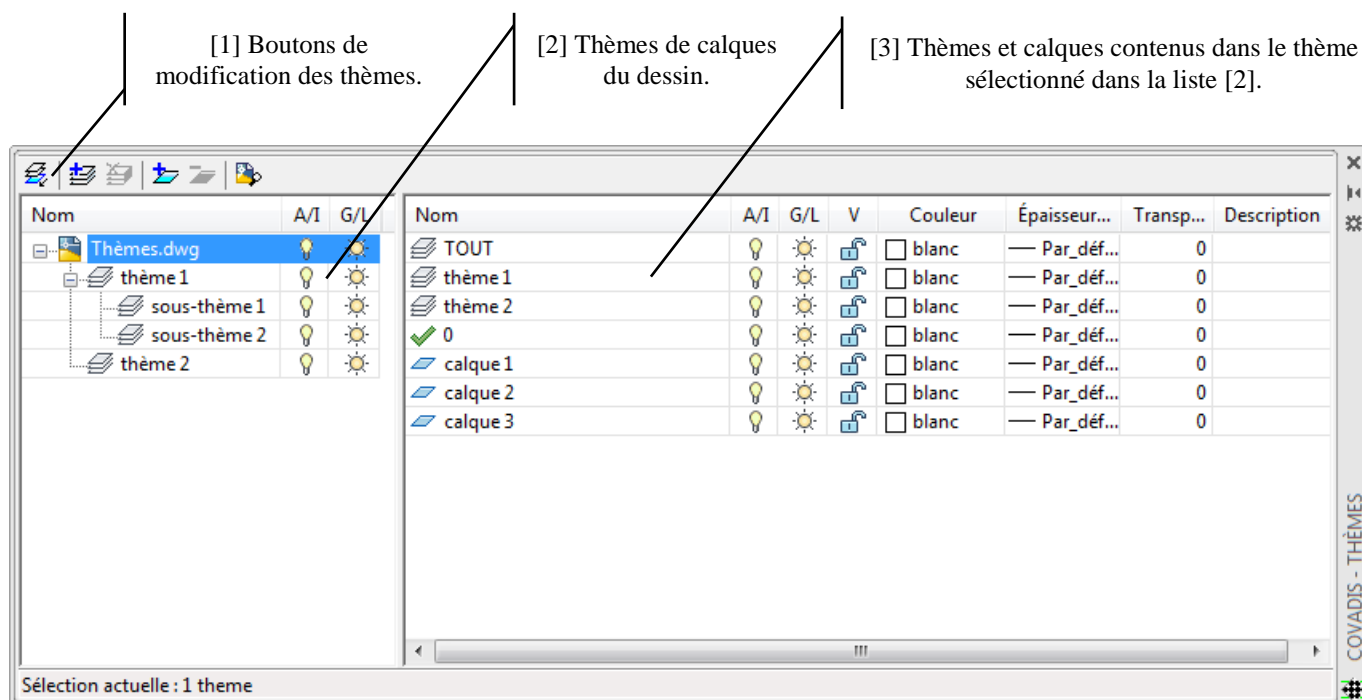 [1] Boutons de
modification des thèmes.
[2] Thèmes de calques
du dessin.
[3] Thèmes et calques contenus dans le thème
sélectionné dans la liste [2].
Nom A/I G/L
Thèmes.dwg
thème 1
sous-thème 1
sous-thème 2
thème 2
Nom A/I G/L V Couleur Épaisseur... Transp... Description
TOUT blanc Par_déf... 0
thème 1 blanc Par_déf... 0
thème 2 blanc Par_déf... 0
0 blanc Par_déf... 0
calque 1 blanc Par_déf... 0
calque 2 blanc Par_déf... 0
calque 3 blanc Par_déf... 0
COVADIS - THÈMES
Sélection actuelle : 1 theme